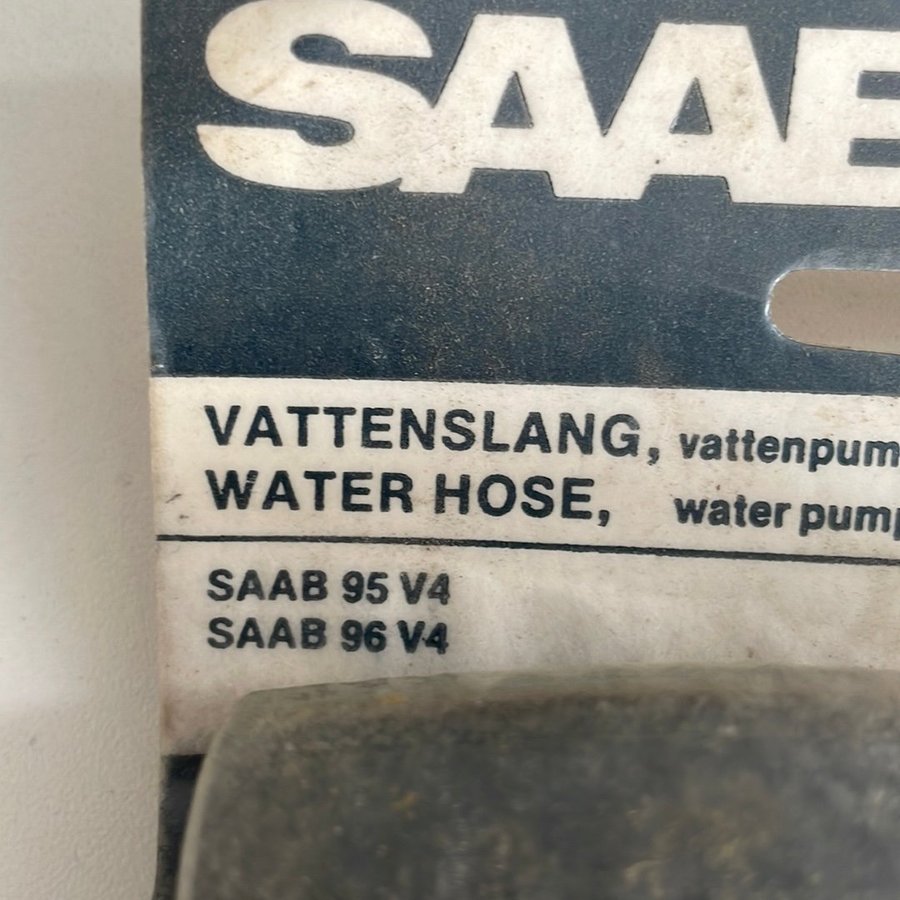 SAAB
VATTENSLANG, vattenpum
WATER HOSE, water pump
SAAB 95 V4
SAAB 96 V4